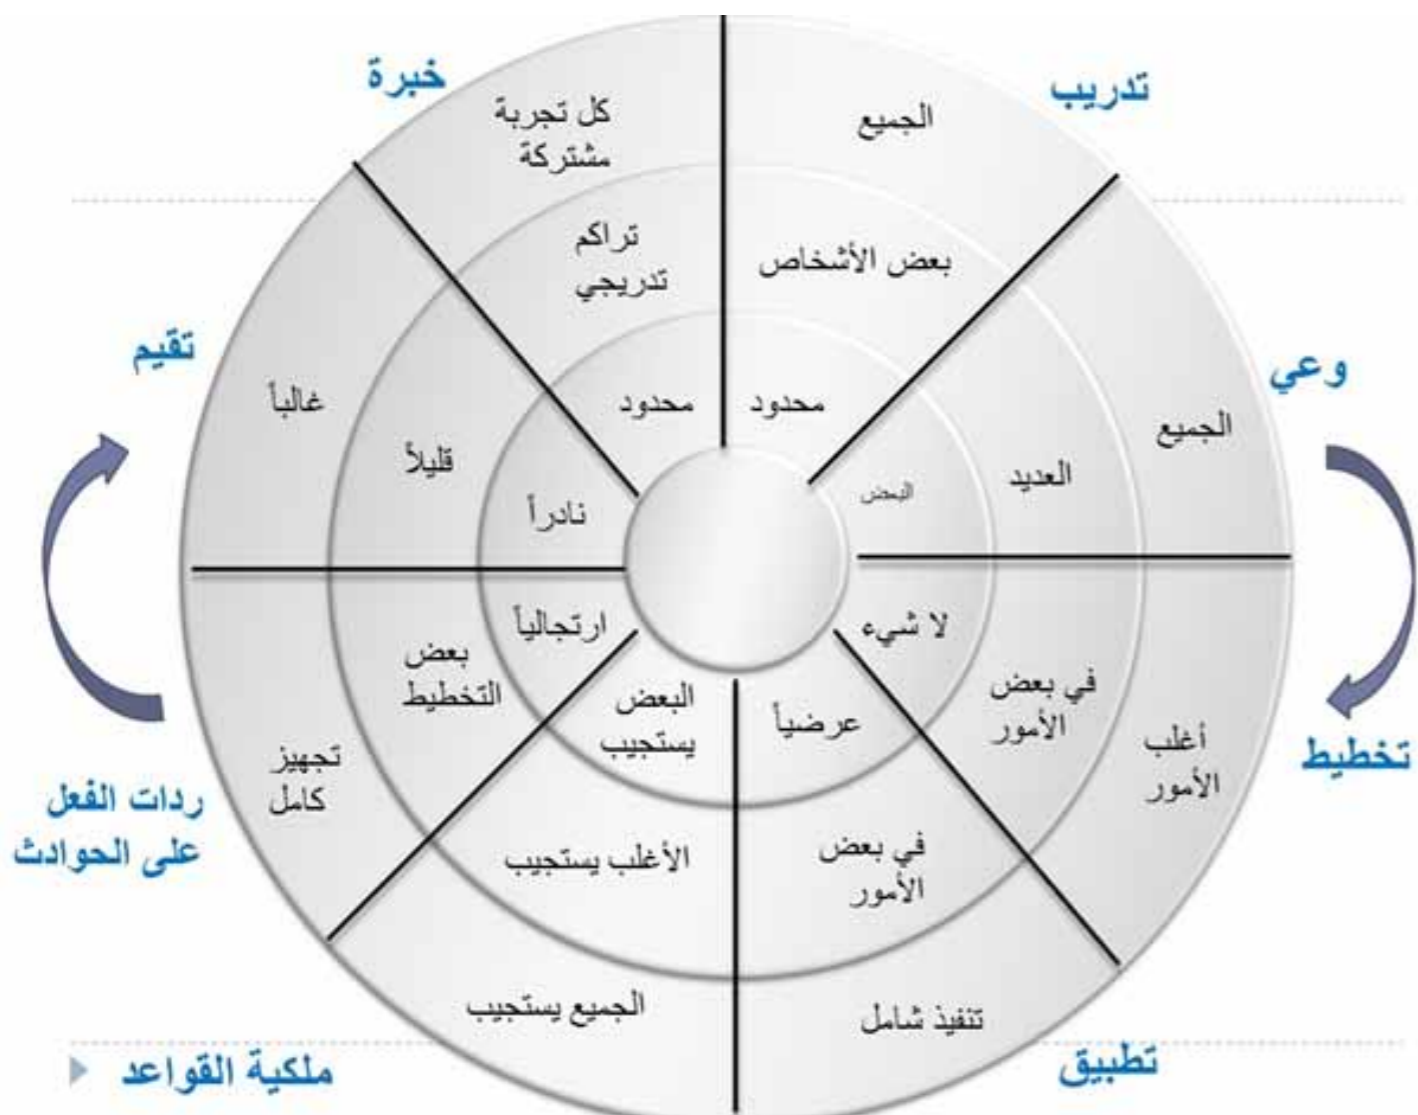 خبرة
تدريب
كل تجربة
مشتركة
الجميع
تراكم
تدريجي
بعض الأشخاص
تقيم
وعي
غالباً
محدود
محدود
الجميع
قليلاً
العديد
البعض
نادراً
ارتجالياً
لا شيء
بعض
التخطيط
البعض
يستجيب
عرضياً
في بعض
الأمور
أغلب
الأمور
تخطيط
تجهيز
كامل
ردات الفعل
على الحوادث
الأغلب يستجيب
في بعض
الأمور
الجميع يستجيب
تنفيذ شامل
ملكية القواعد
تطبيق